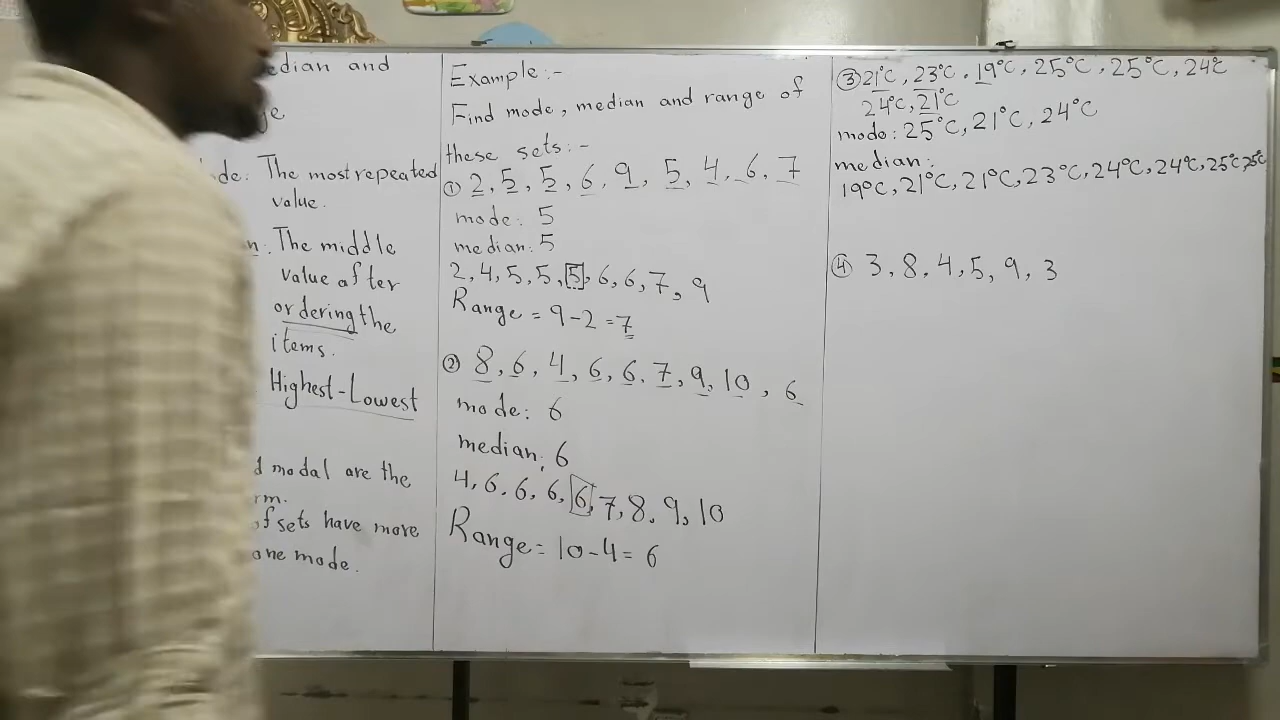 edian and
ge
de: The most repeated
value.
n: The middle
value after
ordering the
items.
Highest-Lowest
d modal are the
rm.
of sets have more
one mode.
Example:-
Find mode, median and range of
these sets:-
① 2, 5, 5, 6, 9, 5, 4, 6, 7
mode: 5
median: 5
2, 4, 5, 5, 5, 6, 6, 7, 9
Range = 9-2 = 7
② 8, 6, 4, 6, 6, 7, 9, 10, 6
mode: 6
median: 6
4, 6, 6, 6, 6, 7, 8, 9, 10
Range = 10-4 = 6
③ 21°C, 23°C, 19°C, 25°C, 25°C, 24°C
24°C, 21°C
mode: 25°C, 21°C, 24°C
median:
19°C, 21°C, 21°C, 23°C, 24°C, 24°C, 25°C, 25°C
④ 3, 8, 4, 5, 9, 3